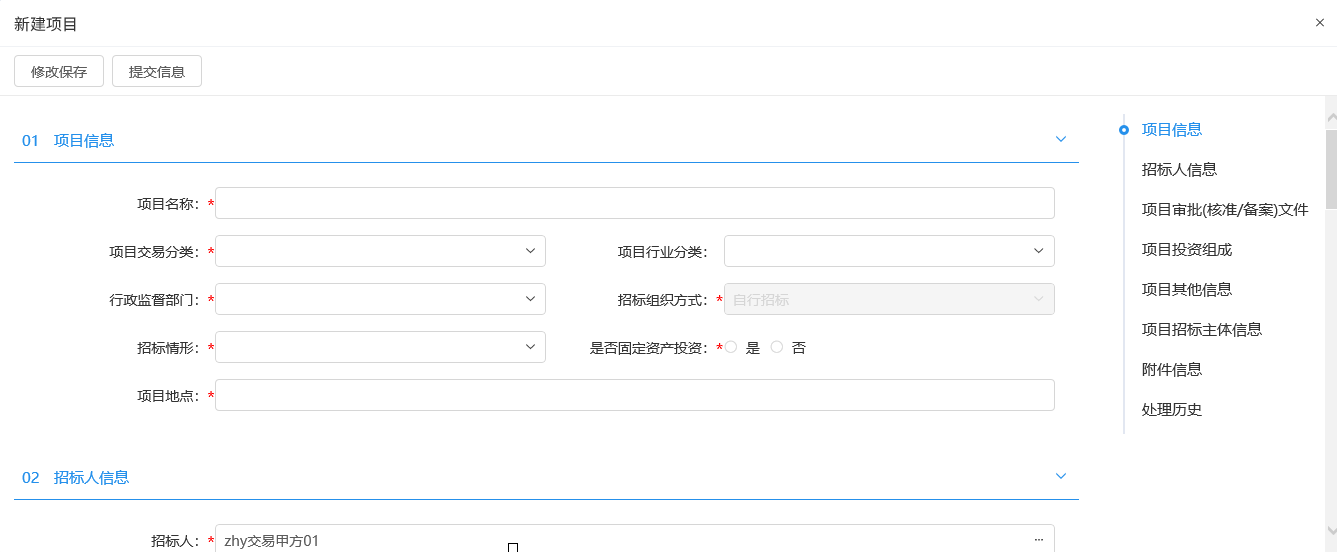 新建项目 ×
修改保存 提交信息
01 项目信息
项目名称：*
项目交易分类：* 项目行业分类：
行政监督部门：* 招标组织方式：* 自行招标
招标情形：* 是否固定资产投资：* 是 否
项目地点：*
02 招标人信息
招标人：* zhy交易甲方01 ···
项目信息
招标人信息
项目审批(核准/备案)文件
项目投资组成
项目其他信息
项目招标主体信息
附件信息
处理历史